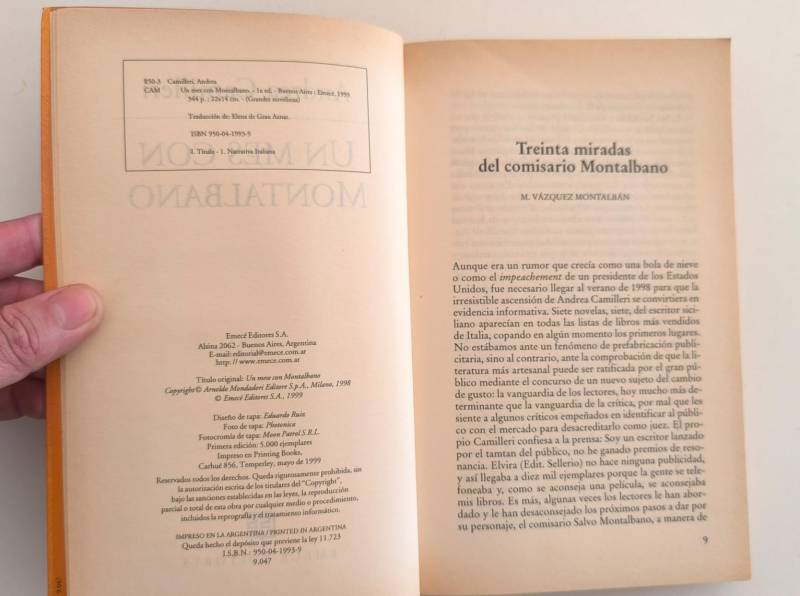 850-3 Camilleri, Andrea
CAM Un mes con Montalbano. - 1a ed. - Buenos Aires : Emecé, 1999
344 p. ; 22x14 cm. - (Grandes novelistas)
Traducción de: Elena de Grau Aznar.
ISBN 950-04-1993-9
I. Título - 1. Narrativa Italiana
UN MES CON
MONTALBANO
Emecé Editores S.A.
Alsina 2062 - Buenos Aires, Argentina
E-mail: editorial@emece.com.ar
http: // www.emece.com.ar
Título original: Un mese con Montalbano
Copyright © Arnoldo Mondadori Editore S.p.A., Milano, 1998
© Emecé Editores S.A., 1999
Diseño de tapa: Eduardo Ruiz
Foto de tapa: Photonica
Fotocromía de tapa: Moon Patrol S.R.L.
Primera edición: 5.000 ejemplares
Impreso en Printing Books,
Carhué 856, Temperley, mayo de 1999
Reservados todos los derechos. Queda rigurosamente prohibida, sin
la autorización escrita de los titulares del "Copyright",
bajo las sanciones establecidas en las leyes, la reproducción
parcial o total de esta obra por cualquier medio o procedimiento,
incluidos la reprografía y el tratamiento informático.
IMPRESO EN LA ARGENTINA / PRINTED IN ARGENTINA
Queda hecho el depósito que previene la ley 11.723
I.S.B.N.: 950-04-1993-9
9.047
9.047
Treinta miradas
del comisario Montalbano
M. VÁZQUEZ MONTALBÁN
Aunque era un rumor que crecía como una bola de nieve
o como el impeachement de un presidente de los Estados
Unidos, fue necesario llegar al verano de 1998 para que la
irresistible ascensión de Andrea Camilleri se convirtiera en
evidencia informativa. Siete novelas, siete, del escritor sici-
liano aparecían en todas las listas de libros más vendidos
de Italia, copando en algún momento los primeros lugares.
No estábamos ante un fenómeno de prefabricación publi-
citaria, sino al contrario, ante la comprobación de que la li-
teratura más artesanal puede ser ratificada por el gran pú-
blico mediante el concurso de un nuevo sujeto del cambio
de gusto: la vanguardia de los lectores, hoy mucho más de-
terminante que la vanguardia de la crítica, por mal que les
siente a algunos críticos empeñados en identificar al públi-
co con el mercado para desacreditarlo como juez. El pro-
pio Camilleri confiesa a la prensa: Soy un escritor lanzado
por el tamtan del público, no he ganado premios de reso-
nancia. Elvira (Edit. Sellerio) no hace ninguna publicidad,
y así llegaba a diez mil ejemplares porque la gente se tele-
foneaba y, como se aconseja una película, se aconsejaba
mis libros. Es más, algunas veces los lectores le han abor-
dado y le han desaconsejado los próximos pasos a dar por
su personaje, el comisario Salvo Montalbano, a manera de
9